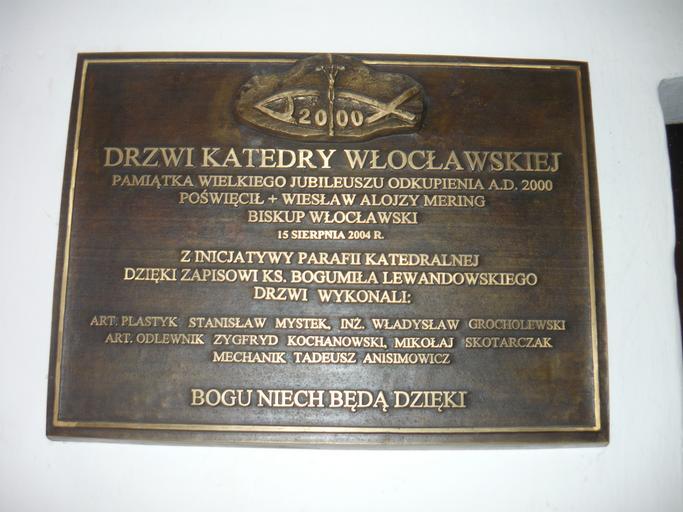 2000
DRZWI KATEDRY WŁOCŁAWSKIEJ
PAMIĄTKA WIELKIEGO JUBILEUSZU ODKUPIENIA A.D. 2000
POŚWIĘCIŁ + WIESŁAW ALOJZY MERING
BISKUP WŁOCŁAWSKI
15 SIERPNIA 2004 R.
Z INICJATYWY PARAFII KATEDRALNEJ
DZIĘKI ZAPISOWI KS. BOGUMIŁA LEWANDOWSKIEGO
DRZWI WYKONALI:
ART. PLASTYK STANISŁAW MYSTEK, INŻ. WŁADYSŁAW GROCHOLEWSKI
ART. ODLEWNIK ZYGFRYD KOCHANOWSKI, MIKOŁAJ SKOTARCZAK
MECHANIK TADEUSZ ANISIMOWICZ
BOGU NIECH BĘDĄ DZIĘKI